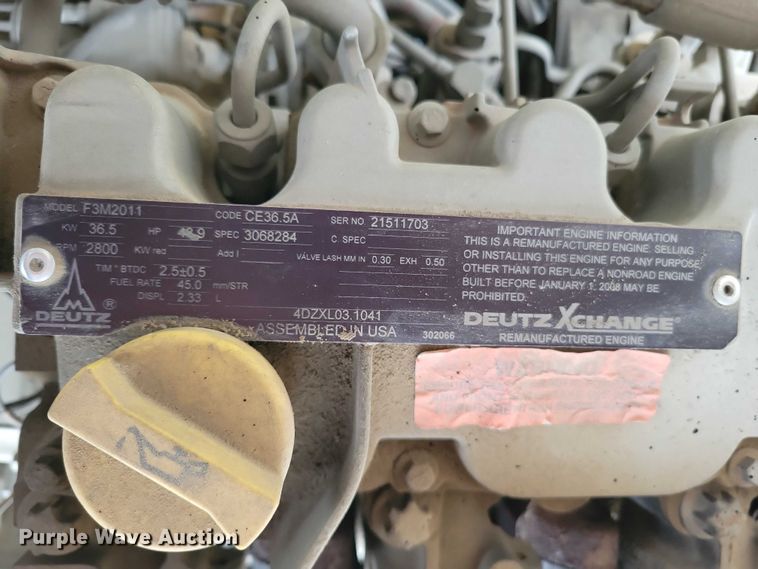 MODEL F3M2011 CODE CE36.5A SER NO 21511703
KW 36.5 HP 48.9 SPEC 3068284 C. SPEC
RPM 2800 KW red Add I VALVE LASH MM IN 0.30 EXH 0.50
TIM ° BTDC 2.5±0.5
FUEL RATE 45.0 mm/STR
DISPL 2.33 L
DEUTZ ®
4DZXL03.1041
ASSEMBLED IN USA 302066
IMPORTANT ENGINE INFORMATION
THIS IS A REMANUFACTURED ENGINE. SELLING
OR INSTALLING THIS ENGINE FOR ANY PURPOSE
OTHER THAN TO REPLACE A NONROAD ENGINE
BUILT BEFORE JANUARY 1, 2008 MAY BE
PROHIBITED.
DEUTZ XCHANGE®
REMANUFACTURED ENGINE
Purple Wave Auction